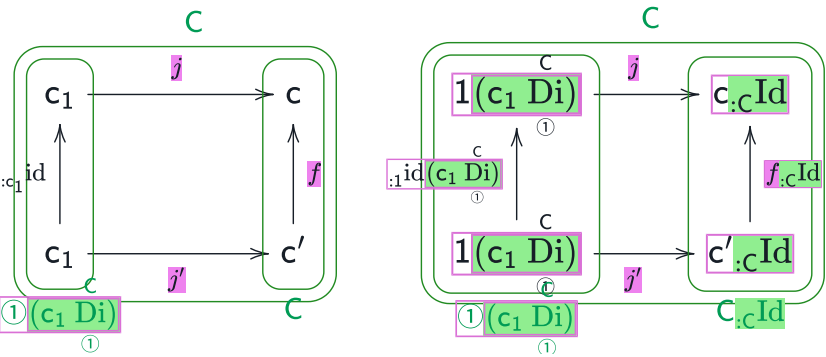 C
j
c₁ c
:c₁id f
c₁ c′
j′
C
① (c₁ Di)
①
C
C
C
j
1(c₁ Di)
①
c:CId
C
:₁id(c₁ Di)
①
f:CId
C
1(c₁ Di)
①
c′:CId
j′
C
① (c₁ Di)
①
C:CId